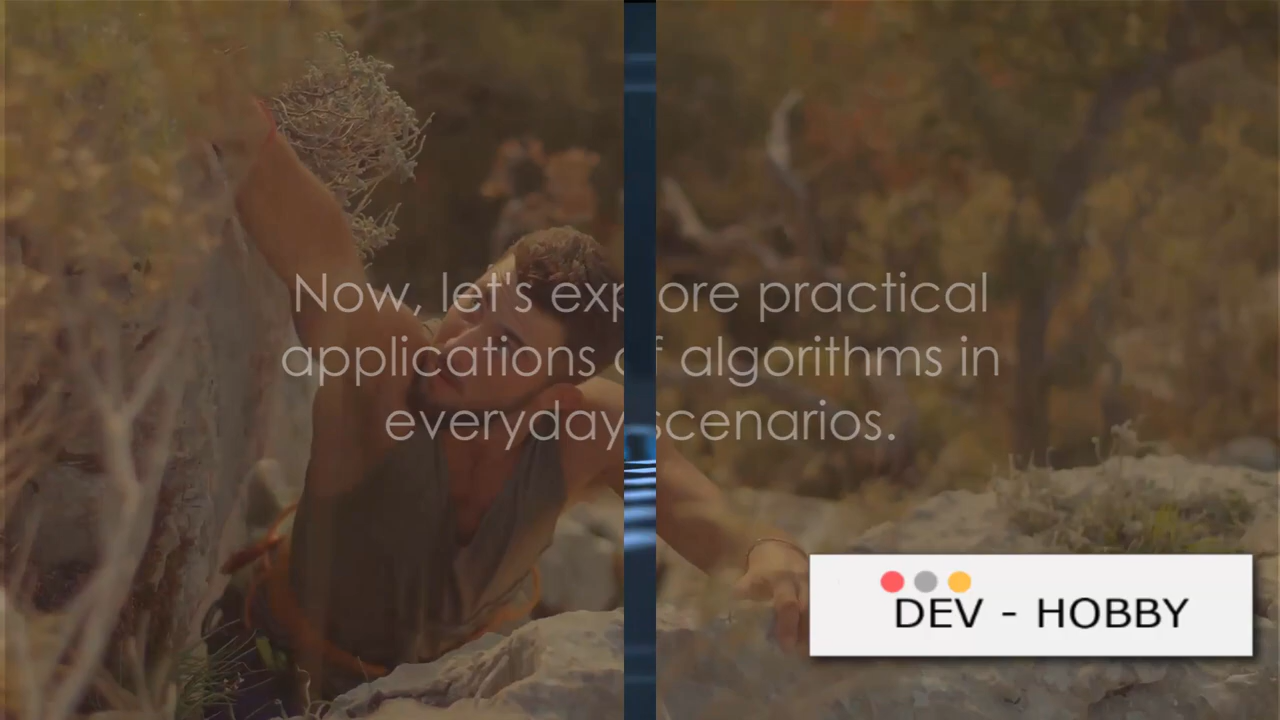 Now, let's explore practical
applications of algorithms in
everyday scenarios.
DEV - HOBBY